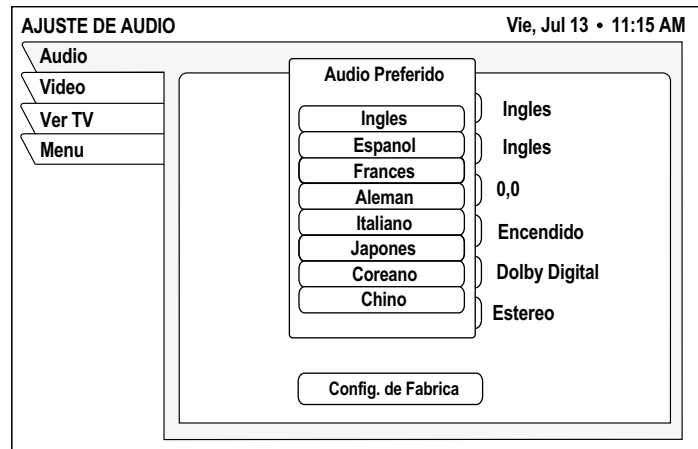 AJUSTE DE AUDIO
Vie, Jul 13 • 11:15 AM
Audio
Video
Ver TV
Menu
Audio Preferido
Ingles
Espanol
Frances
Aleman
Italiano
Japones
Coreano
Chino
Ingles
Ingles
0,0
Encendido
Dolby Digital
Estereo
Config. de Fabrica